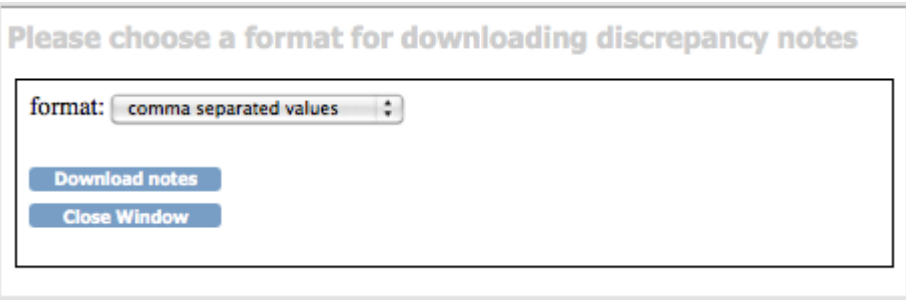 Please choose a format for downloading discrepancy notes
format: comma separated values
Download notes
Close Window